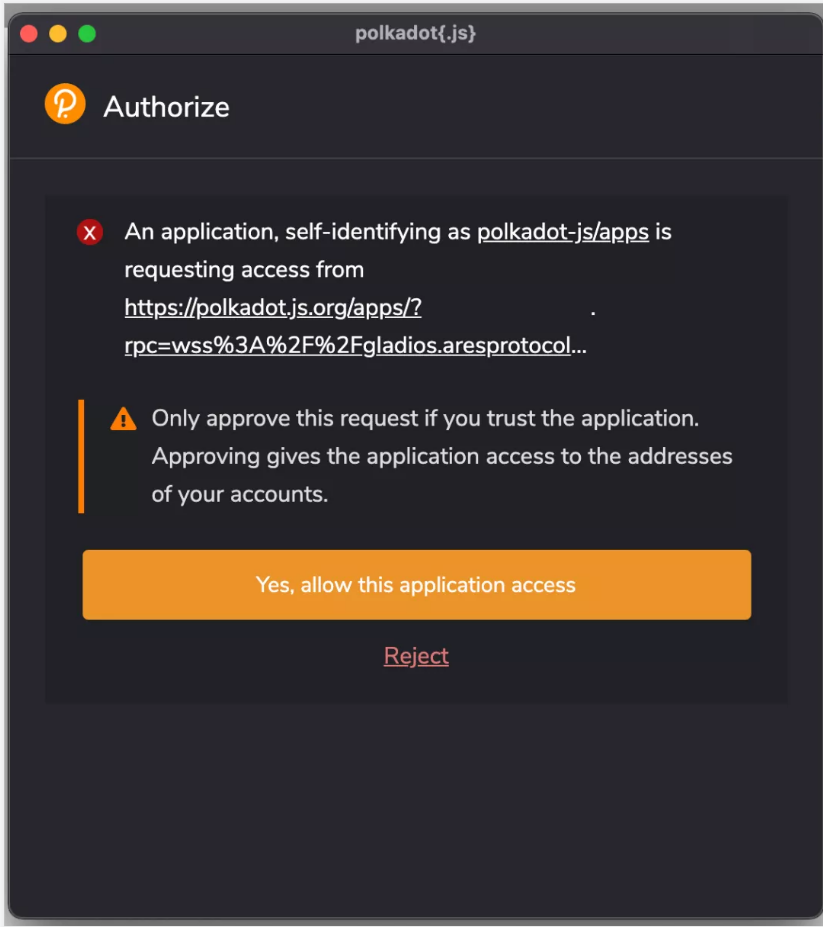 polkadot{.js}
Authorize
X An application, self-identifying as polkadot-js/apps is
requesting access from
https://polkadot.js.org/apps/? .
rpc=wss%3A%2F%2Fgladios.aresprotocol...
Only approve this request if you trust the application.
Approving gives the application access to the addresses
of your accounts.
Yes, allow this application access
Reject